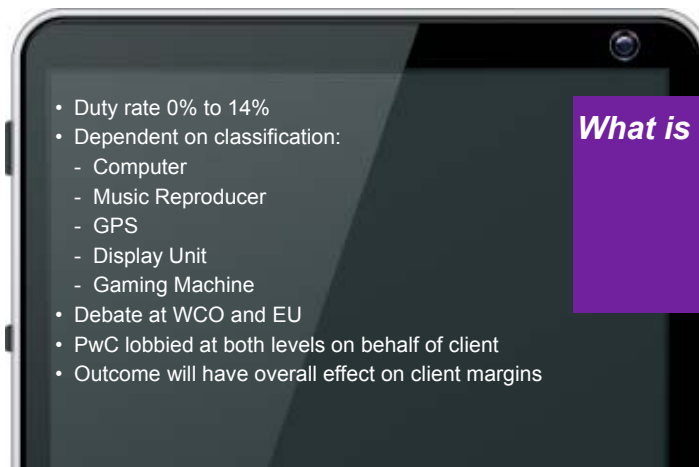 • Duty rate 0% to 14%
• Dependent on classification:
- Computer
- Music Reproducer
- GPS
- Display Unit
- Gaming Machine
• Debate at WCO and EU
• PwC lobbied at both levels on behalf of client
• Outcome will have overall effect on client margins
What is